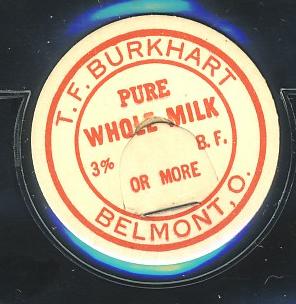 T. F. BURKHART
PURE
WHOLE MILK
3% B. F.
OR MORE
BELMONT, O.